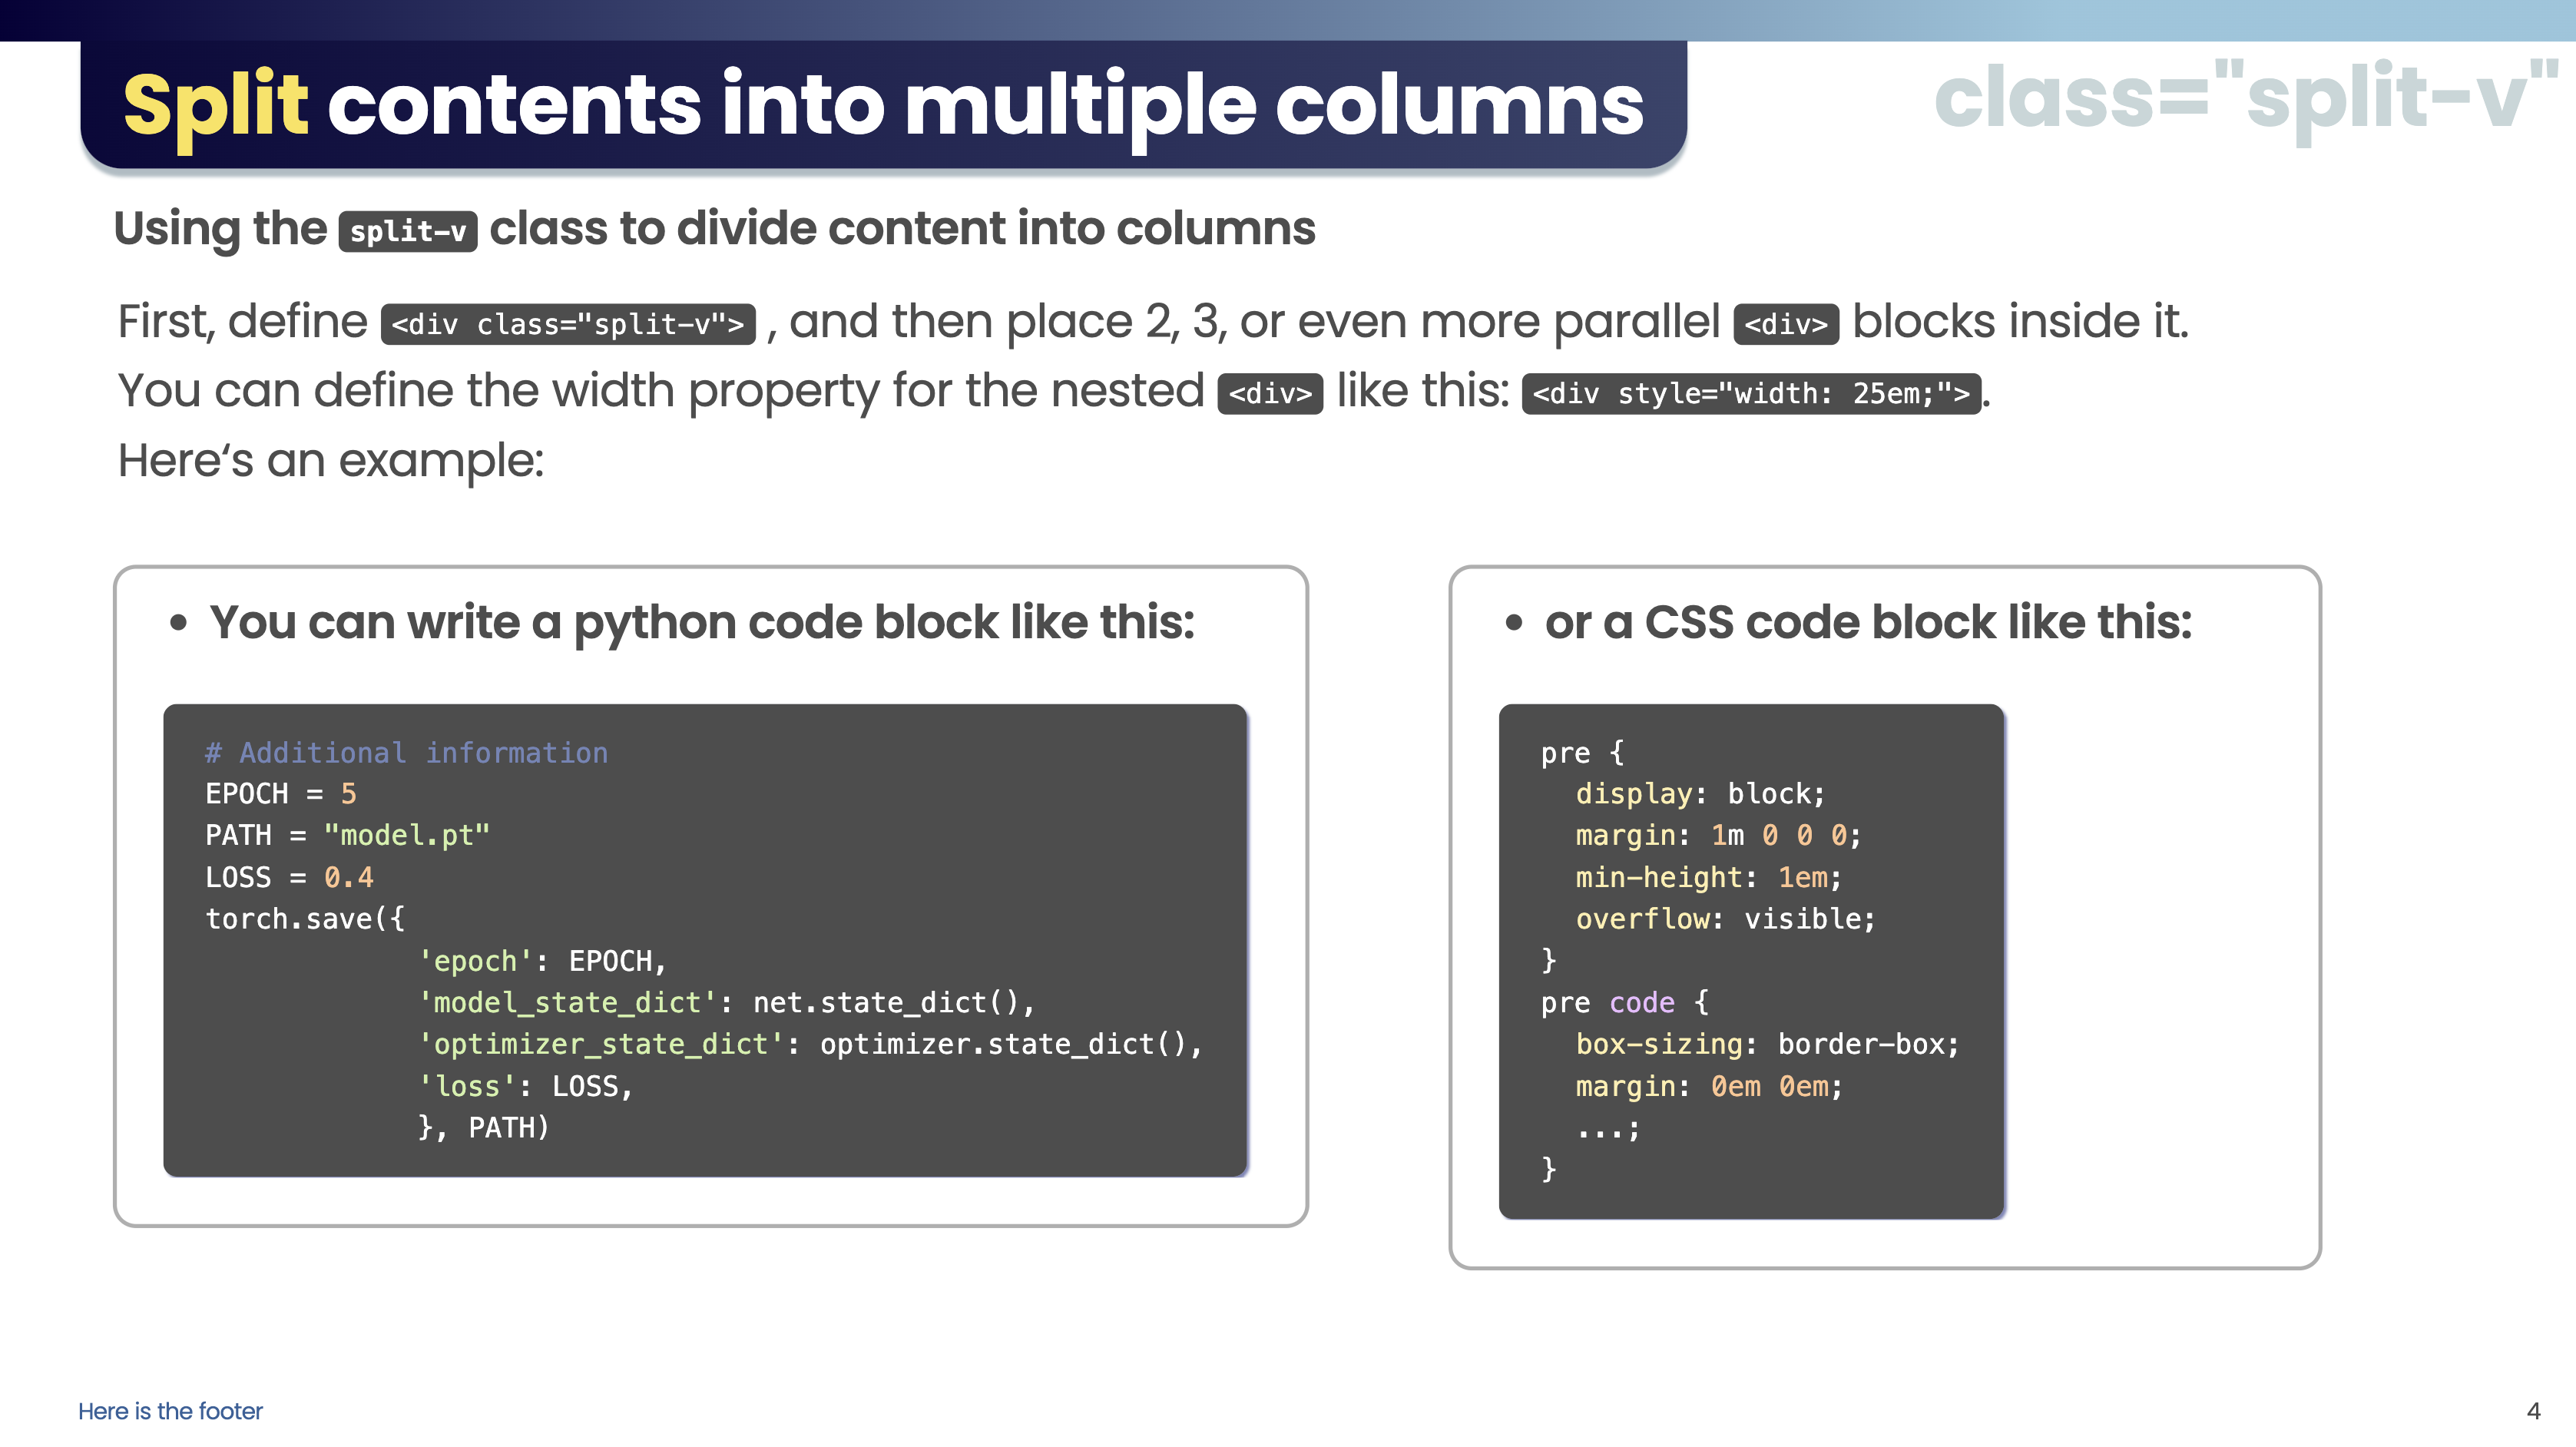 Split contents into multiple columns
class="split-v"
Using the split-v class to divide content into columns
First, define <div class="split-v"> , and then place 2, 3, or even more parallel <div> blocks inside it.
You can define the width property for the nested <div> like this: <div style="width: 25em;">.
Here‘s an example:
• You can write a python code block like this:
# Additional information
EPOCH = 5
PATH = "model.pt"
LOSS = 0.4
torch.save({
'epoch': EPOCH,
'model_state_dict': net.state_dict(),
'optimizer_state_dict': optimizer.state_dict(),
'loss': LOSS,
}, PATH)
• or a CSS code block like this:
pre {
display: block;
margin: 1m 0 0 0;
min-height: 1em;
overflow: visible;
}
pre code {
box-sizing: border-box;
margin: 0em 0em;
...;
}
Here is the footer
4